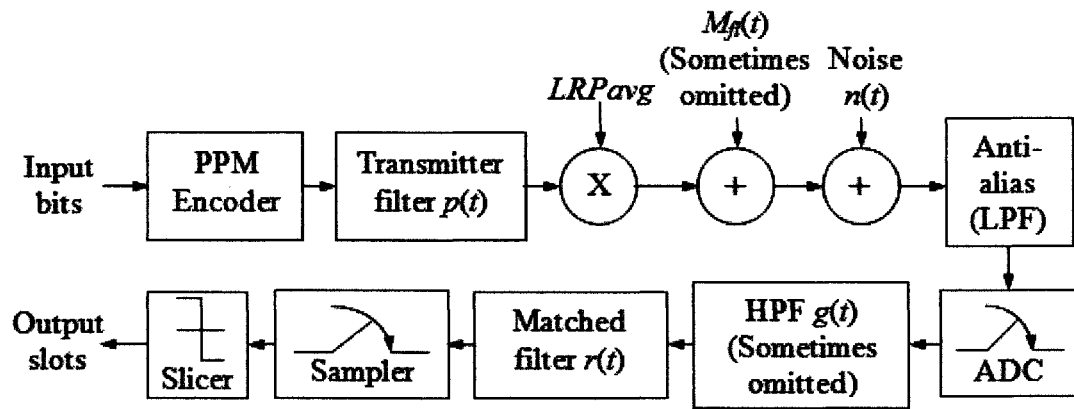 M_fl(t)
(Sometimes
omitted)
Noise
n(t)
LRPavg
Input
bits
PPM
Encoder
Transmitter
filter p(t)
X
+
+
Anti-
alias
(LPF)
Output
slots
Slicer
Sampler
Matched
filter r(t)
HPF g(t)
(Sometimes
omitted)
ADC